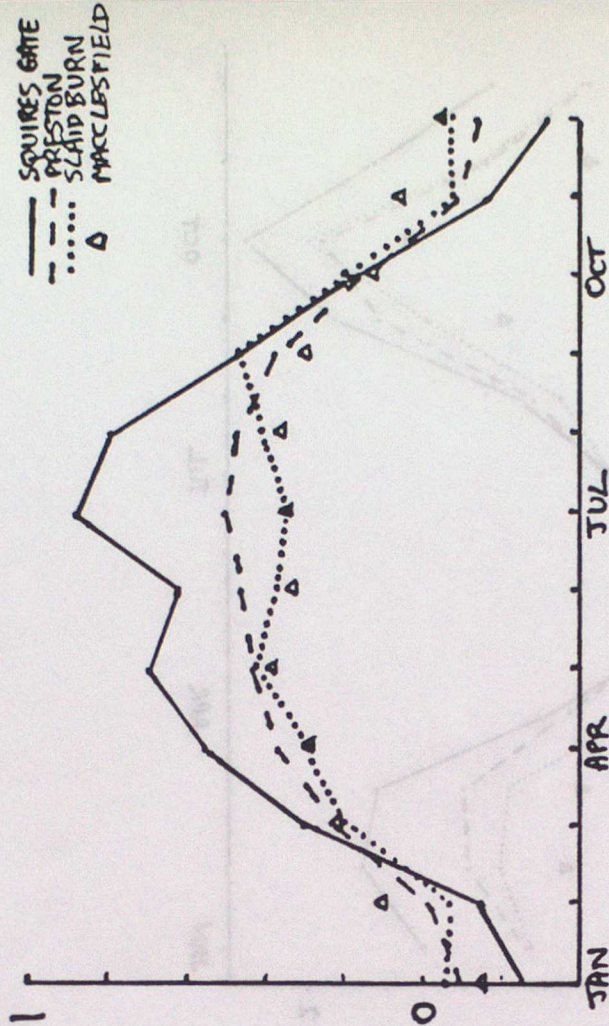 SQUIRES GATE
PRESTON
SLAIDBURN
MACCLESFIELD
1
0
JAN
APR
JUL
OCT